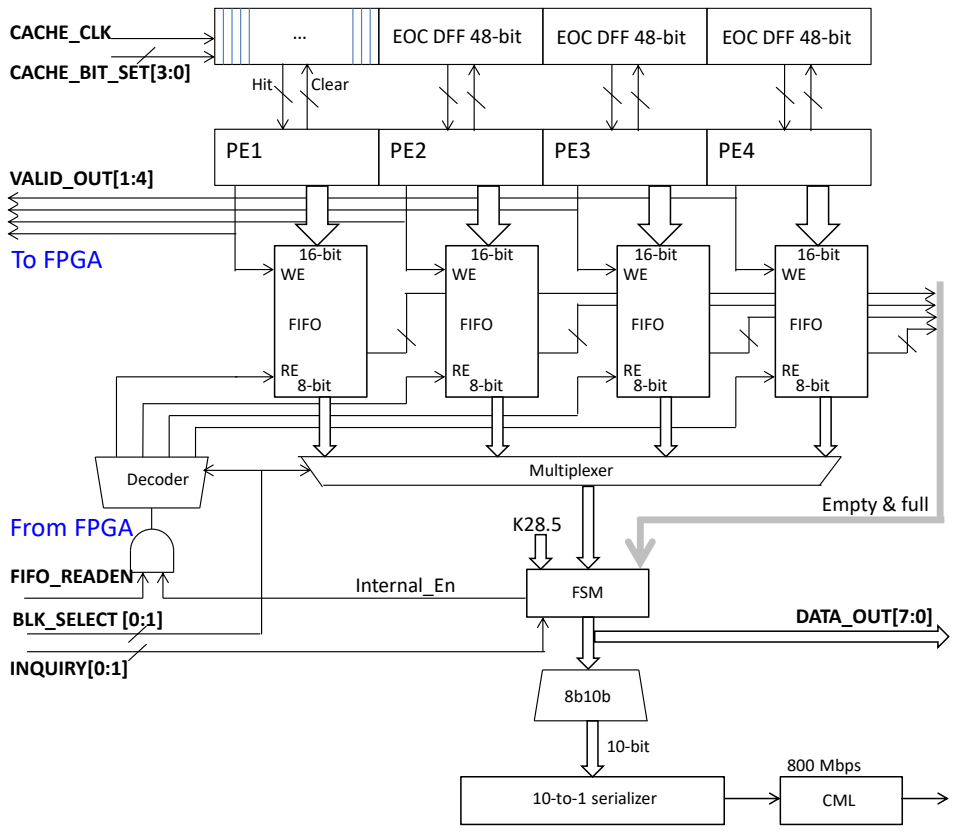 CACHE_CLK
CACHE_BIT_SET[3:0]
...
EOC DFF 48-bit
EOC DFF 48-bit
EOC DFF 48-bit
Hit
Clear
PE1
PE2
PE3
PE4
VALID_OUT[1:4]
To FPGA
16-bit
WE
FIFO
RE
8-bit
16-bit
WE
FIFO
RE
8-bit
16-bit
WE
FIFO
RE
8-bit
16-bit
WE
FIFO
RE
8-bit
Decoder
Multiplexer
Empty & full
From FPGA
K28.5
FIFO_READEN
Internal_En
FSM
BLK_SELECT [0:1]
DATA_OUT[7:0]
INQUIRY[0:1]
8b10b
10-bit
800 Mbps
10-to-1 serializer
CML